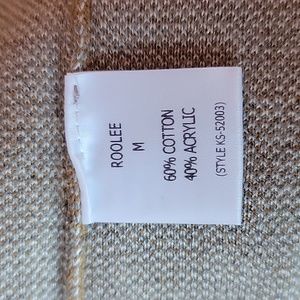 ROOLEE
M
60% COTTON
40% ACRYLIC
(STYLE KS-52003)